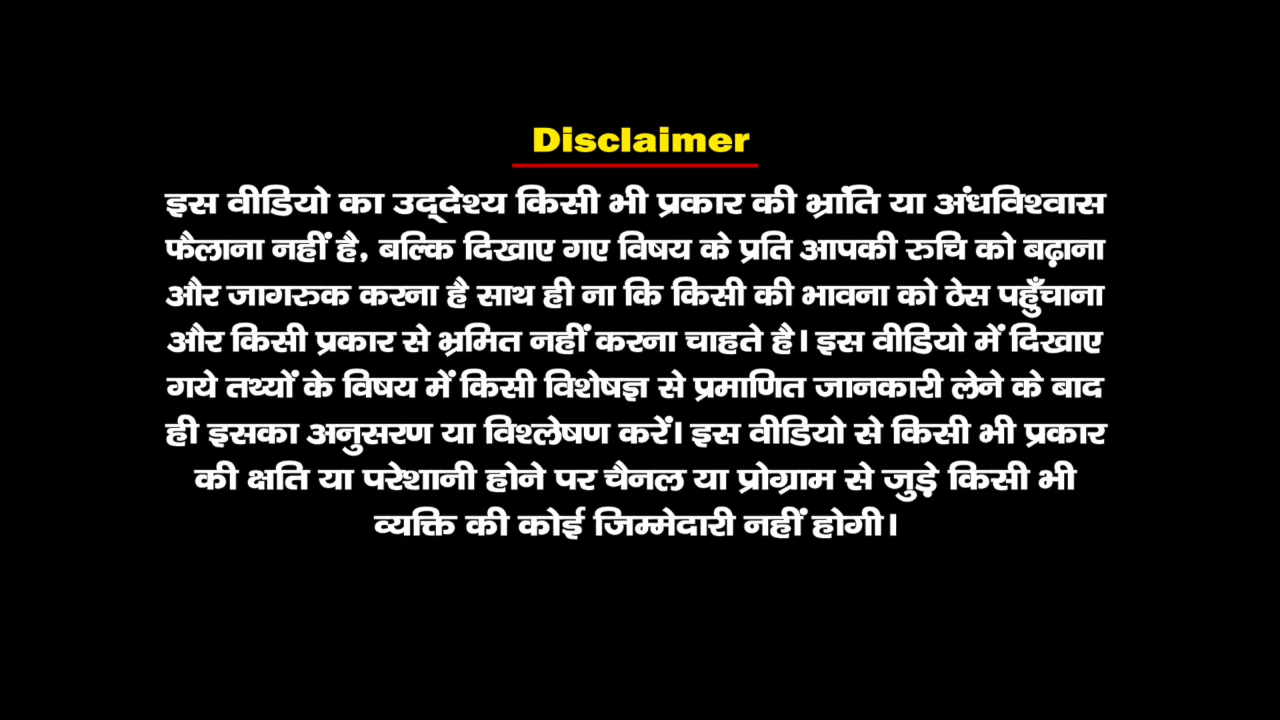 Disclaimer
इस वीडियो का उद्‌देश्य किसी भी प्रकार की भ्रांति या अंधविश्वास
फैलाना नहीं है, बल्कि दिखाए गए विषय के प्रति आपकी रुचि को बढ़ाना
और जागरुक करना है साथ ही ना कि किसी की भावना को ठेस पहुँचाना
और किसी प्रकार से भ्रमित नहीं करना चाहते है। इस वीडियो में दिखाए
गये तथ्यों के विषय में किसी विशेषज्ञ से प्रमाणित जानकारी लेने के बाद
ही इसका अनुसरण या विश्लेषण करें। इस वीडियो से किसी भी प्रकार
की क्षति या परेशानी होने पर चैनल या प्रोग्राम से जुड़े किसी भी
व्यक्ति की कोई जिम्मेदारी नहीं होगी।